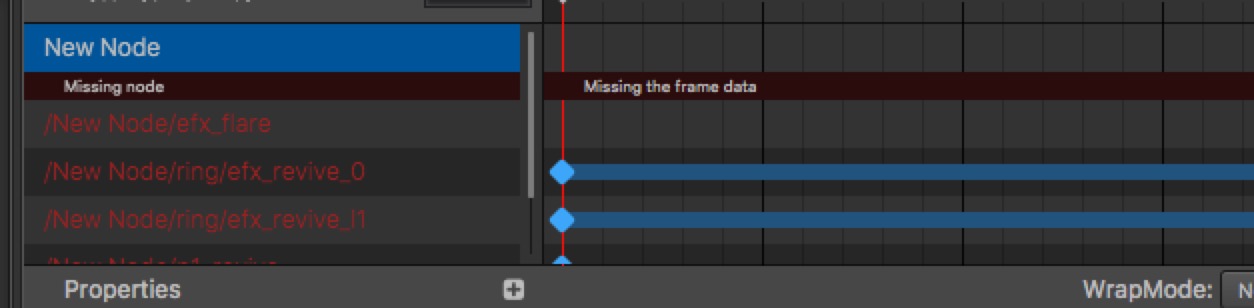 New Node
Missing node
Missing the frame data
/New Node/efx_flare
/New Node/ring/efx_revive_0
/New Node/ring/efx_revive_l1
Properties
WrapMode: